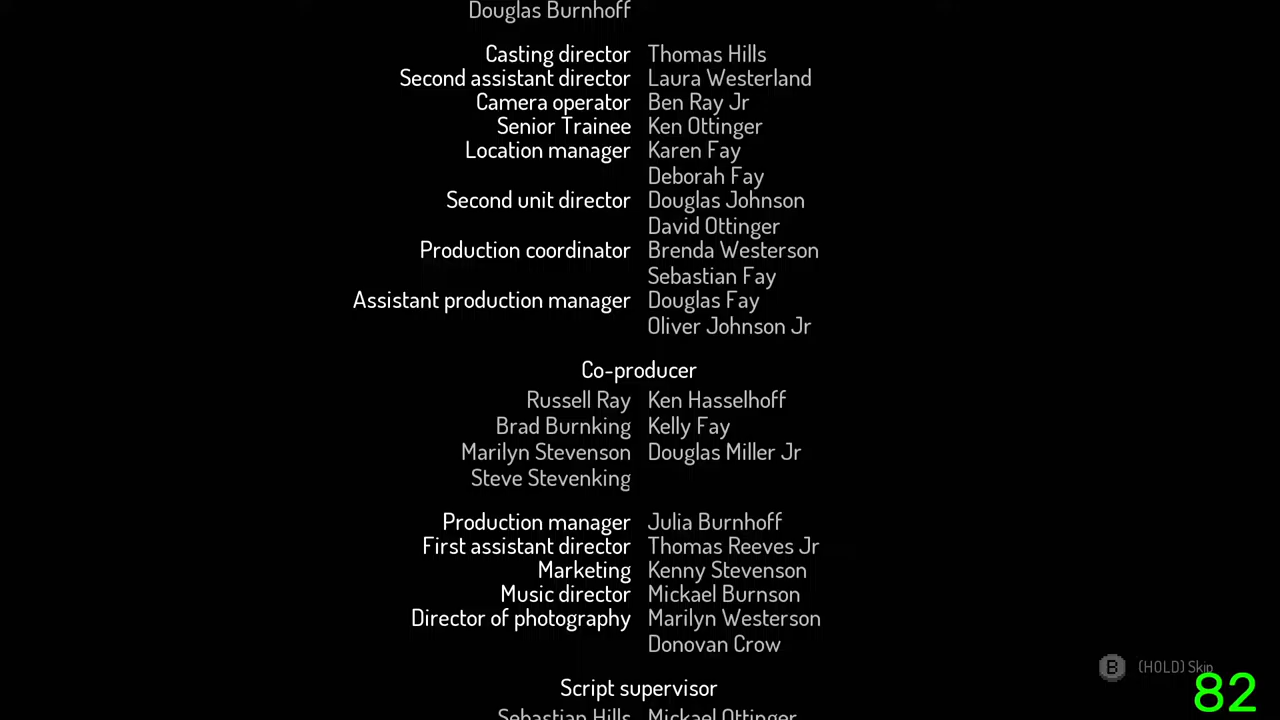 Douglas Burnhoff
Casting director Thomas Hills
Second assistant director Laura Westerland
Camera operator Ben Ray Jr
Senior Trainee Ken Ottinger
Location manager Karen Fay
Deborah Fay
Second unit director Douglas Johnson
David Ottinger
Production coordinator Brenda Westerson
Sebastian Fay
Assistant production manager Douglas Fay
Oliver Johnson Jr
Co-producer
Russell Ray Ken Hasselhoff
Brad Burnking Kelly Fay
Marilyn Stevenson Douglas Miller Jr
Steve Stevenking
Production manager Julia Burnhoff
First assistant director Thomas Reeves Jr
Marketing Kenny Stevenson
Music director Mickael Burnson
Director of photography Marilyn Westerson
Donovan Crow
B (HOLD) Skip
82
Script supervisor
Sebastian Hills Mickael Ottinger